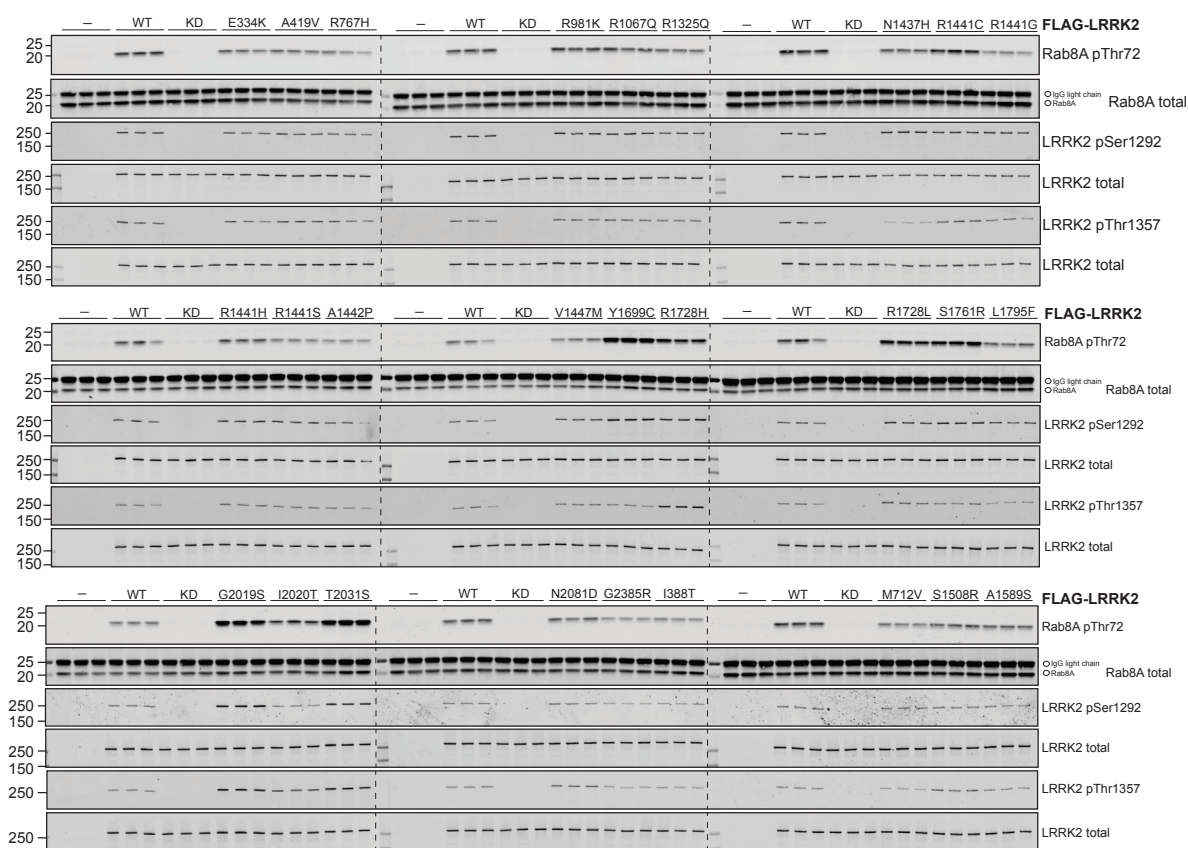 – WT KD E334K A419V R767H – WT KD R981K R1067Q R1325Q – WT KD N1437H R1441C R1441G FLAG-LRRK2
25
20
Rab8A pThr72
25
20
IgG light chain
Rab8A
Rab8A total
250
150
LRRK2 pSer1292
250
150
LRRK2 total
250
150
LRRK2 pThr1357
250
150
LRRK2 total
– WT KD R1441H R1441S A1442P – WT KD V1447M Y1699C R1728H – WT KD R1728L S1761R L1795F FLAG-LRRK2
25
20
Rab8A pThr72
25
20
IgG light chain
Rab8A
Rab8A total
250
150
LRRK2 pSer1292
250
150
LRRK2 total
250
150
LRRK2 pThr1357
250
150
LRRK2 total
– WT KD G2019S I2020T T2031S – WT KD N2081D G2385R I388T – WT KD M712V S1508R A1589S FLAG-LRRK2
25
20
Rab8A pThr72
25
20
IgG light chain
Rab8A
Rab8A total
250
150
LRRK2 pSer1292
250
150
LRRK2 total
250
LRRK2 pThr1357
250
LRRK2 total